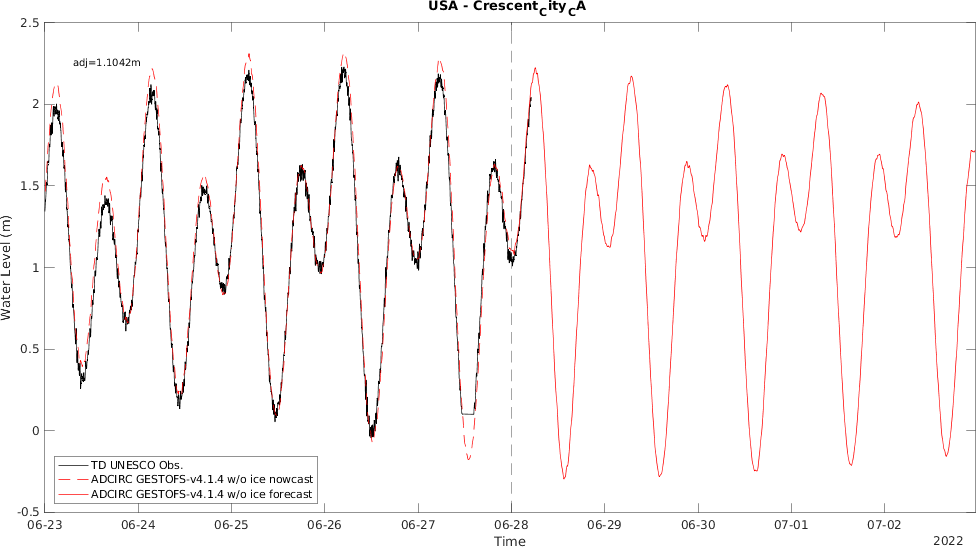 USA - CrescentCityCA
adj=1.1042m
2.5
2
1.5
1
0.5
0
-0.5
Water Level (m)
TD UNESCO Obs.
ADCIRC GESTOFS-v4.1.4 w/o ice nowcast
ADCIRC GESTOFS-v4.1.4 w/o ice forecast
06-23 06-24 06-25 06-26 06-27 06-28 06-29 06-30 07-01 07-02
Time
2022